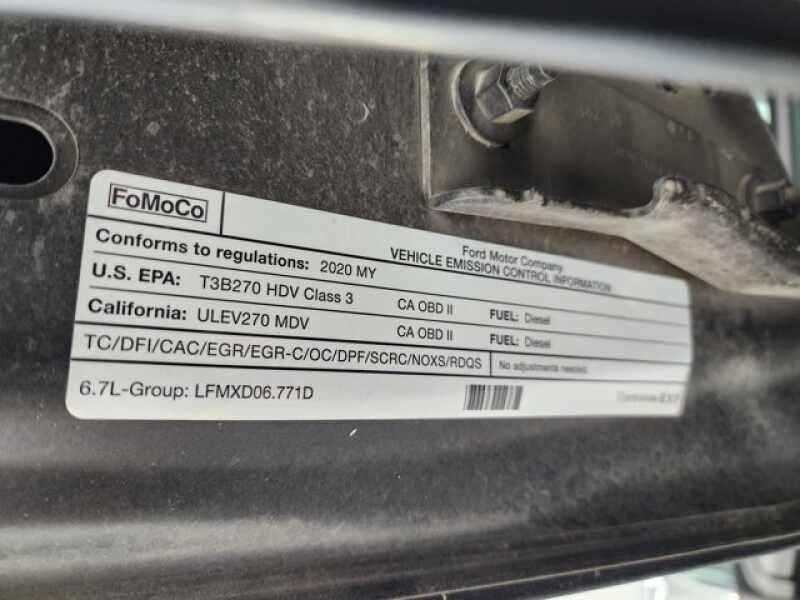 FoMoCo
Ford Motor Company
VEHICLE EMISSION CONTROL INFORMATION
Conforms to regulations: 2020 MY
U.S. EPA: T3B270 HDV Class 3 CA OBD II FUEL: Diesel
California: ULEV270 MDV CA OBD II FUEL: Diesel
TC/DFI/CAC/EGR/EGR-C/OC/DPF/SCRC/NOXS/RDQS No adjustments needed.
6.7L-Group: LFMXD06.771D